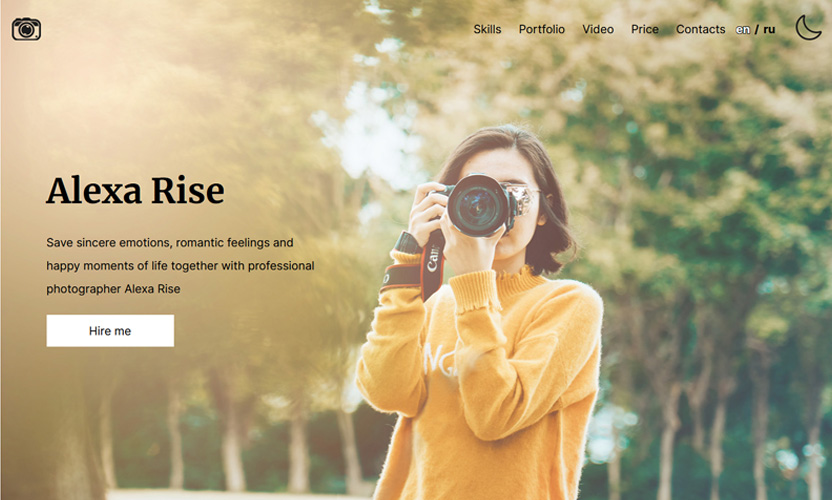 Skills Portfolio Video Price Contacts en / ru
Alexa Rise
Save sincere emotions, romantic feelings and
happy moments of life together with professional
photographer Alexa Rise
Hire me